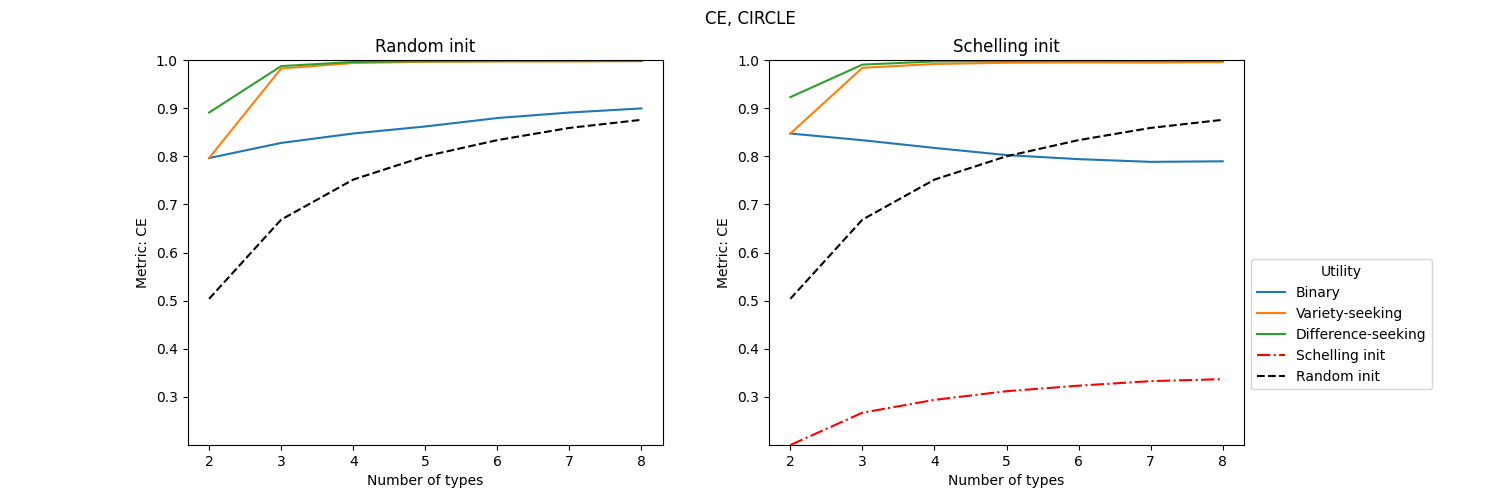 CE, CIRCLE
Random init
Metric: CE
1.0
0.9
0.8
0.7
0.6
0.5
0.4
0.3
2 3 4 5 6 7 8
Number of types
Schelling init
Metric: CE
1.0
0.9
0.8
0.7
0.6
0.5
0.4
0.3
2 3 4 5 6 7 8
Number of types
Utility
Binary
Variety-seeking
Difference-seeking
Schelling init
Random init